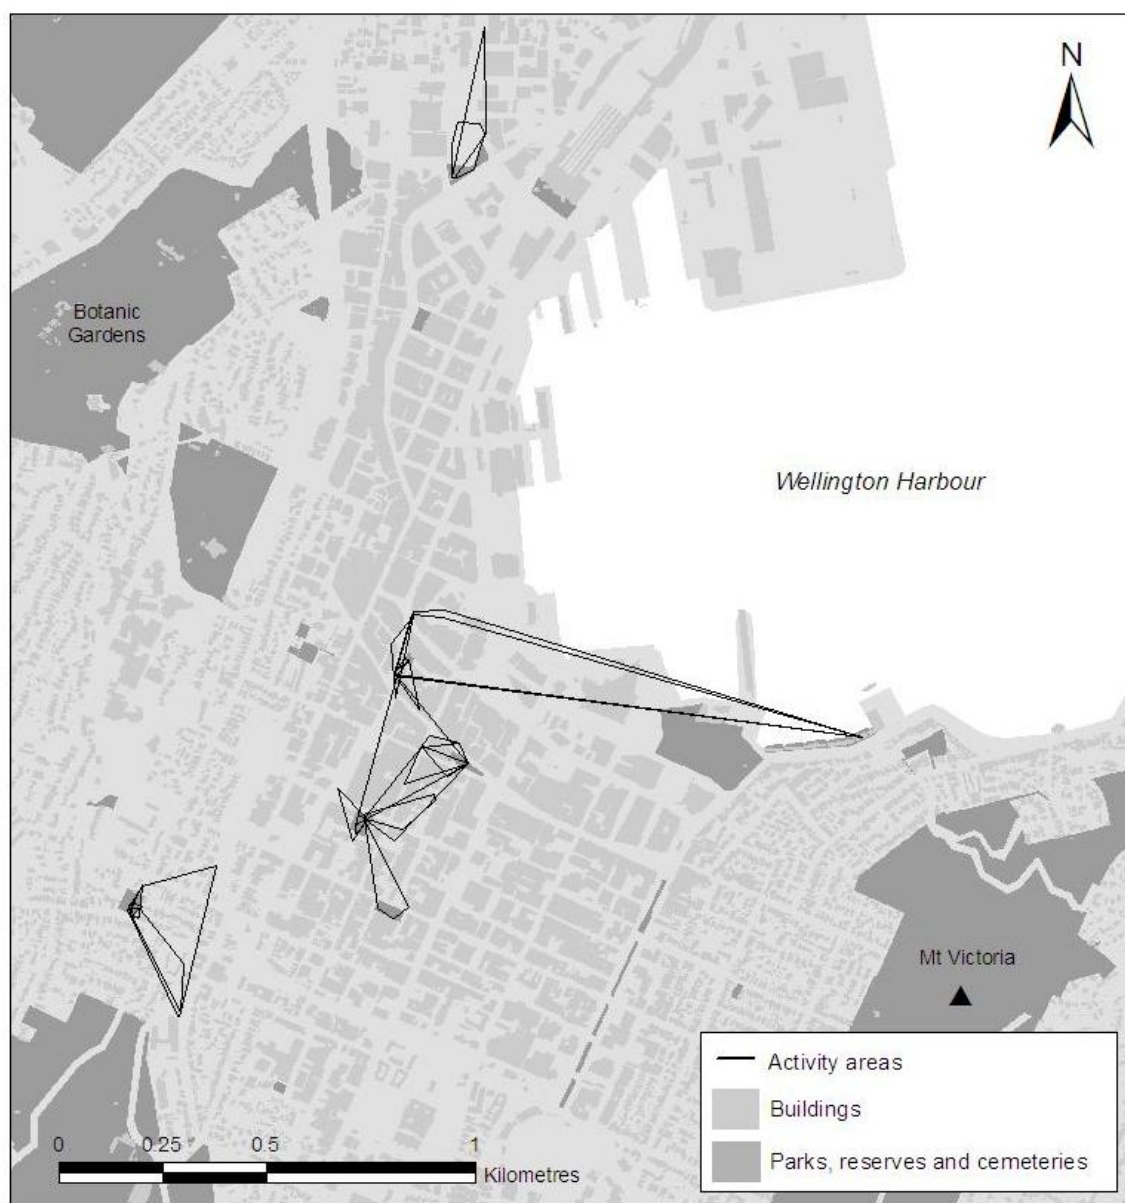 N
Botanic
Gardens
Wellington Harbour
Mt Victoria
Activity areas
Buildings
Parks, reserves and cemeteries
0 0.25 0.5 1
Kilometres